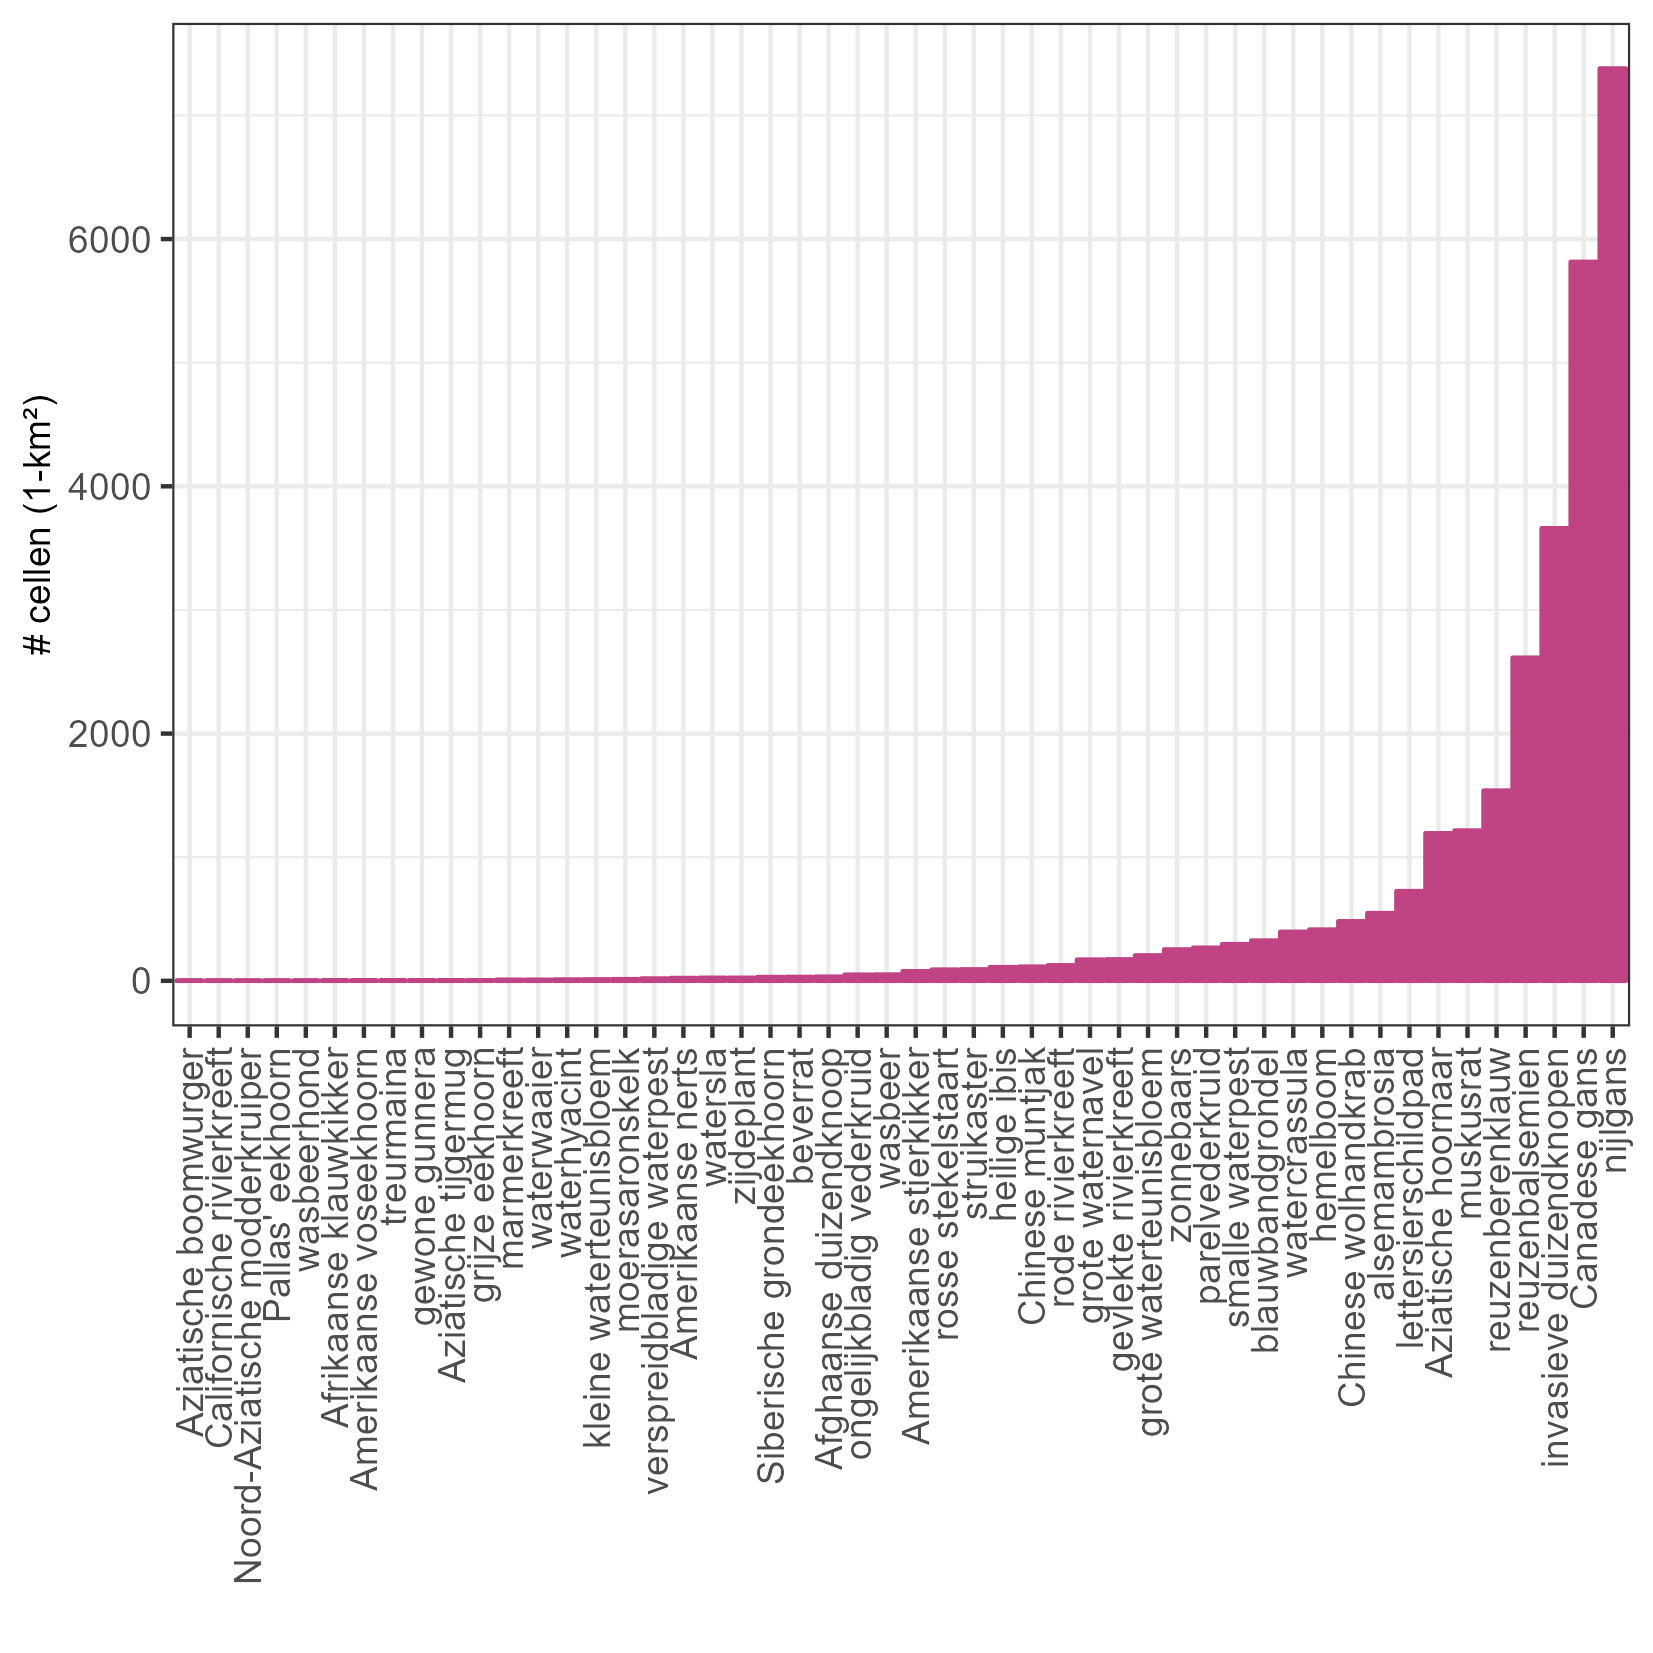 # cellen (1-km²)
6000
4000
2000
0
Aziatische boomwurger
Californische rivierkreeft
Noord-Aziatische modderkruiper
Pallas' eekhoorn
wasbeerhond
Afrikaanse klauwkikker
Amerikaanse voseekhoorn
treurmaina
gewone gunnera
Aziatische tijgermug
grijze eekhoorn
marmerkreeft
waterwaaier
waterhyacint
kleine waterteunisbloem
moerasaronskelk
verspreidbladige waterpest
Amerikaanse nerts
watersla
zijdeplant
Siberische grondeekhoorn
beverrat
Afghaanse duizendknoop
ongelijkbladig vederkruid
wasbeer
Amerikaanse stierkikker
rosse stekelstaart
struikaster
heilige ibis
Chinese muntjak
rode rivierkreeft
grote waternavel
gevlekte rivierkreeft
grote waterteunisbloem
zonnebaars
parelvederkruid
smalle waterpest
blauwbandgrondel
watercrassula
hemelboom
Chinese wolhandkrab
alsemambrosia
lettersierschildpad
Aziatische hoornaar
muskusrat
reuzenberenklauw
reuzenbalsemien
invasieve duizendknopen
Canadese gans
nijlgans